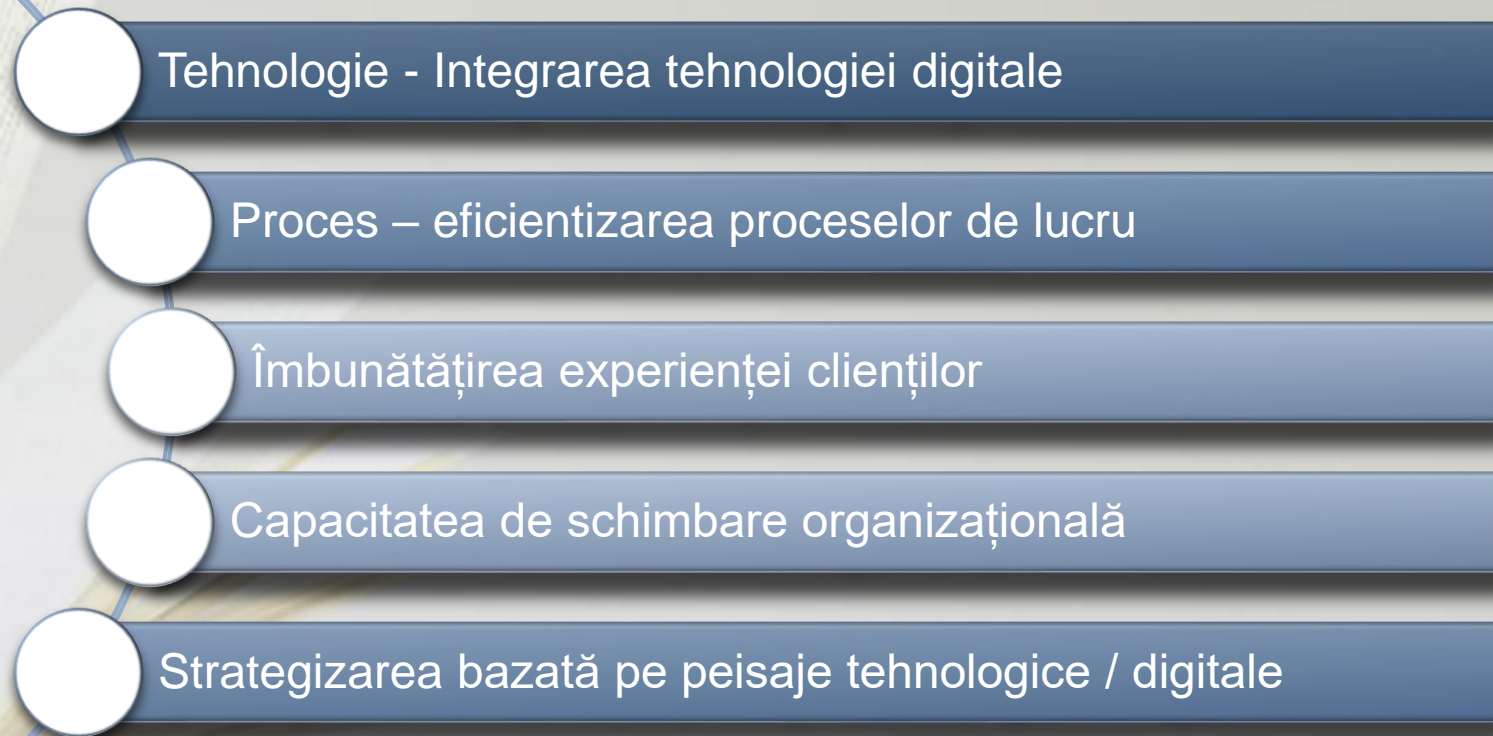 Tehnologie - Integrarea tehnologiei digitale
Proces – eficientizarea proceselor de lucru
Îmbunătățirea experienței clienților
Capacitatea de schimbare organizațională
Strategizarea bazată pe peisaje tehnologice / digitale